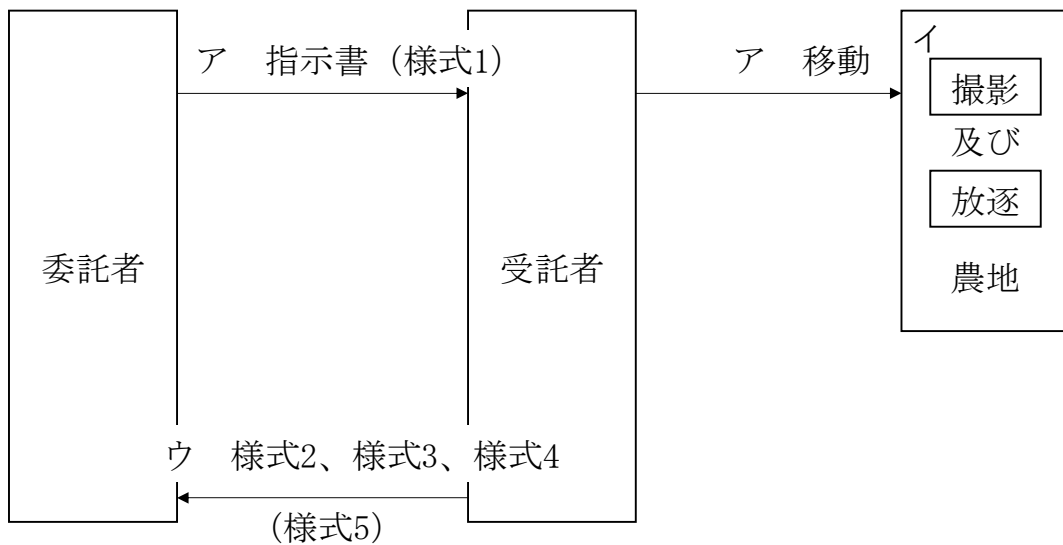 ア 指示書（様式1）
ア 移動
イ
撮影
及び
放逐
農地
委託者
受託者
ウ 様式2、様式3、様式4
（様式5）